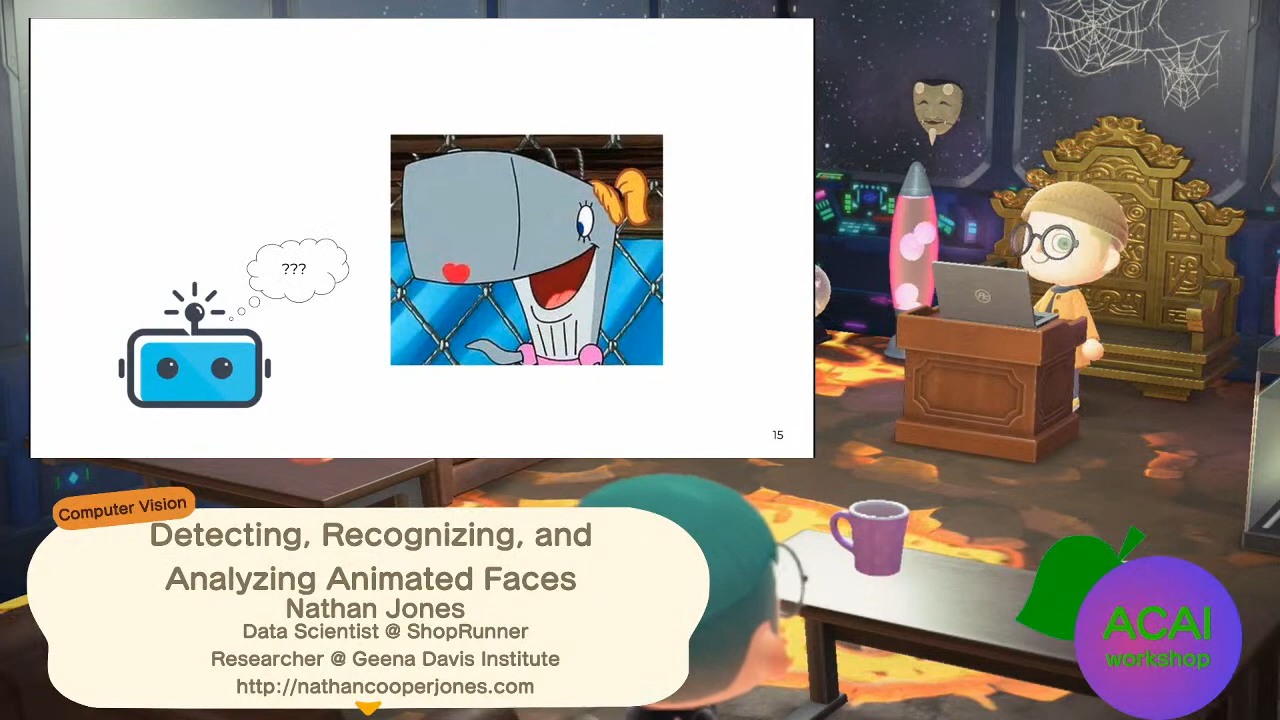 ???
15
Computer Vision
Detecting, Recognizing, and
Analyzing Animated Faces
Nathan Jones
Data Scientist @ ShopRunner
Researcher @ Geena Davis Institute
http://nathancooperjones.com
ACAI
workshop